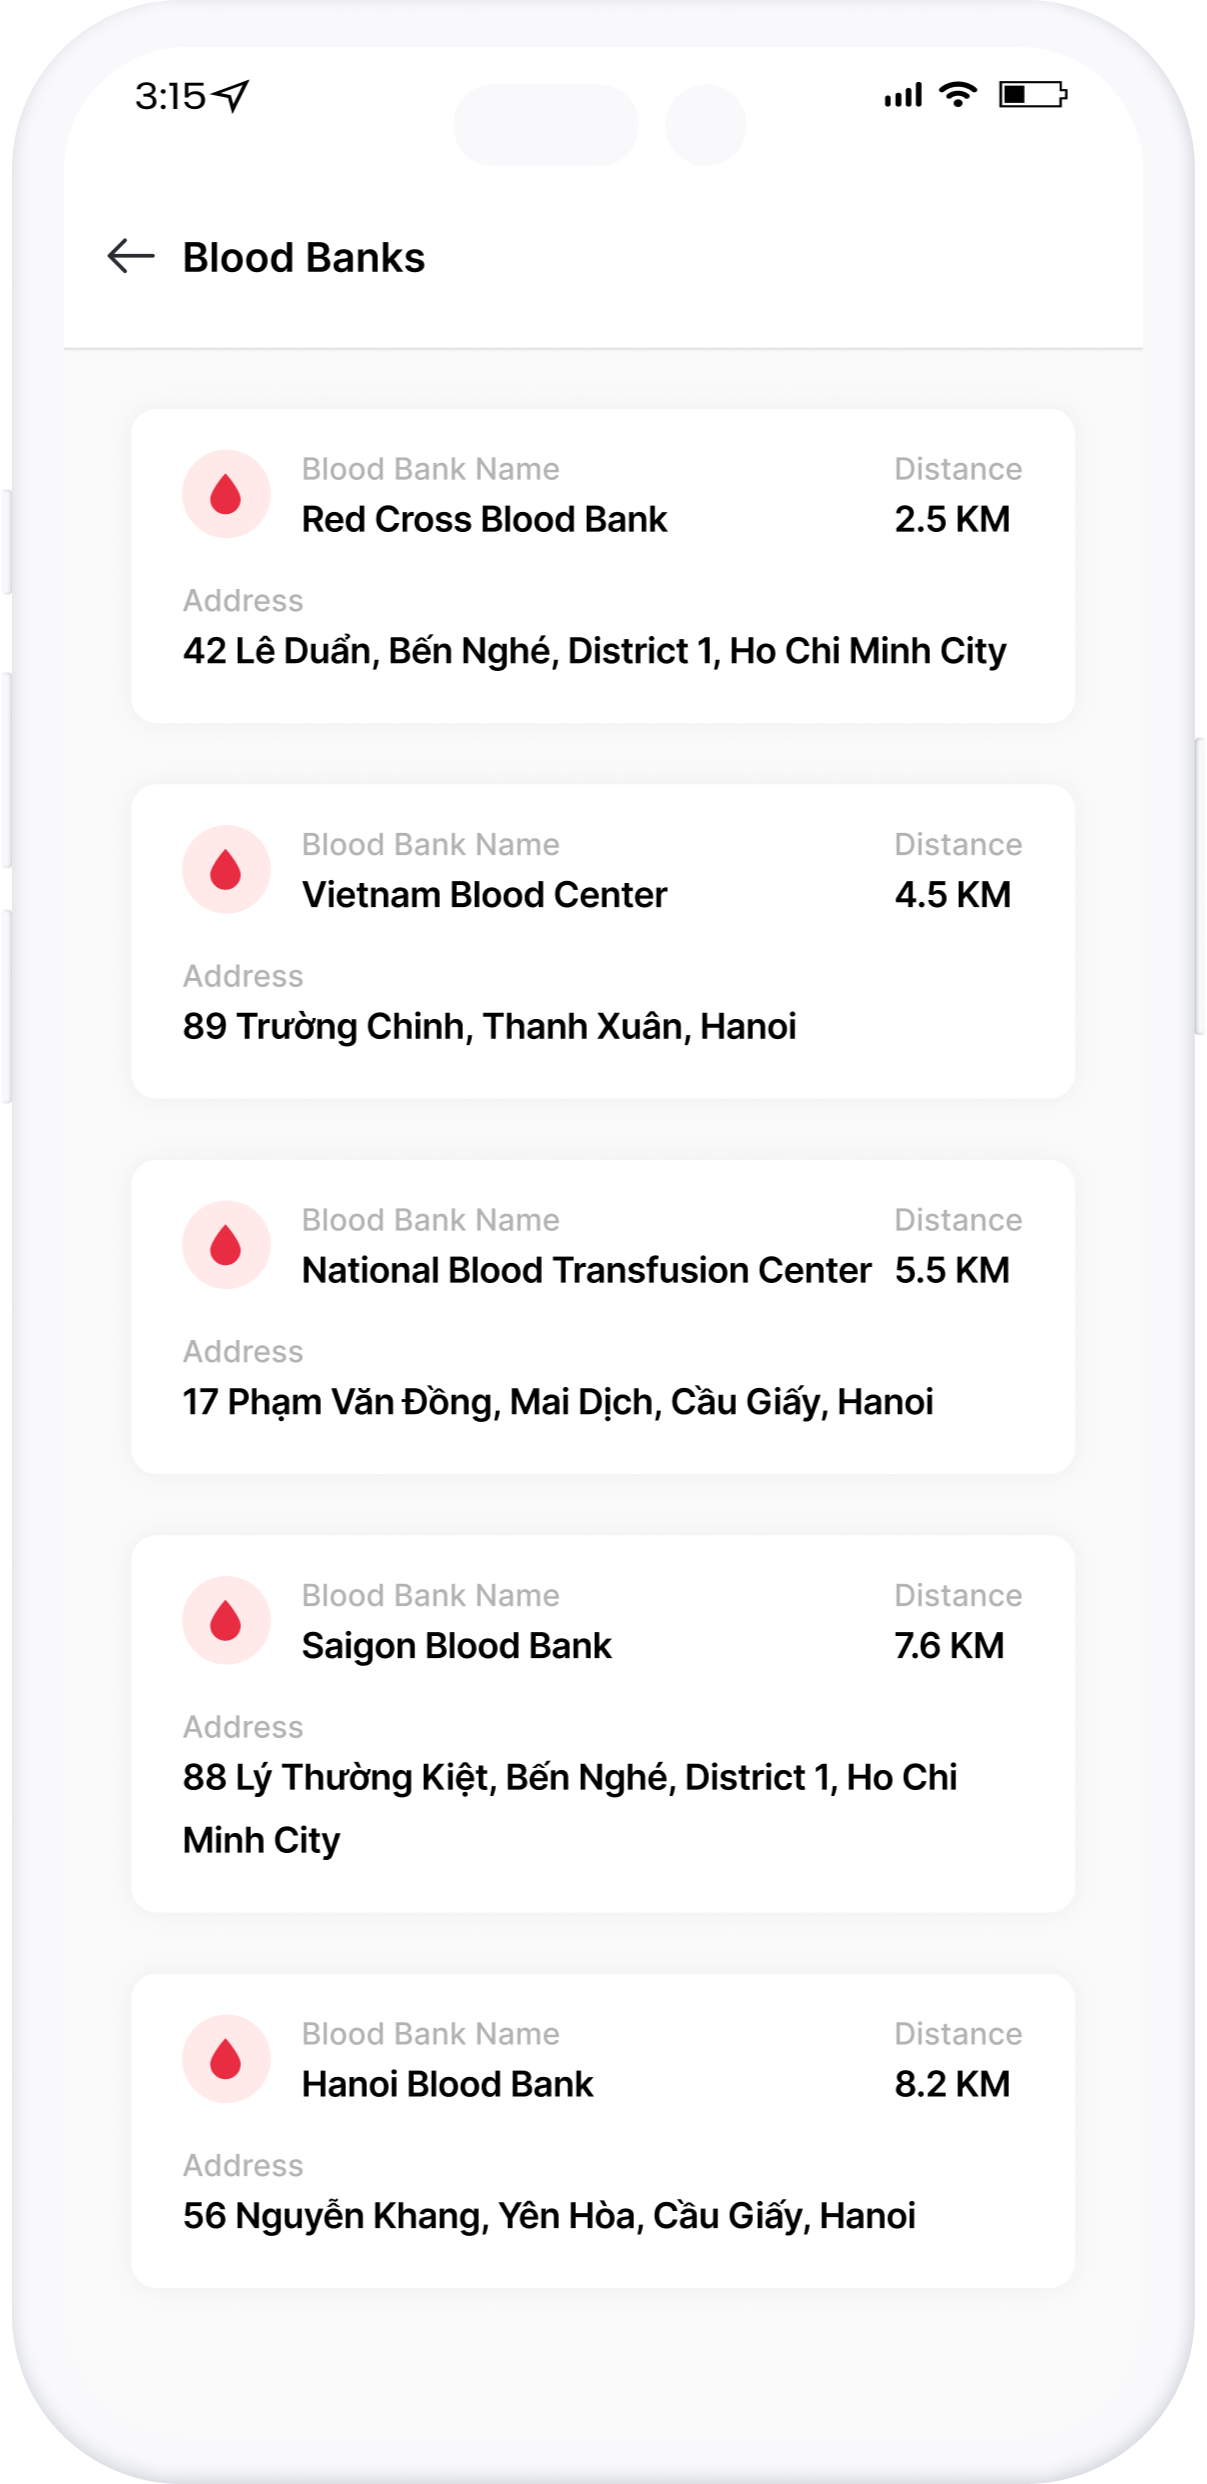 3:15
Blood Banks
Blood Bank Name
Distance
Red Cross Blood Bank
2.5 KM
Address
42 Lê Duẩn, Bến Nghé, District 1, Ho Chi Minh City
Blood Bank Name
Distance
Vietnam Blood Center
4.5 KM
Address
89 Trường Chinh, Thanh Xuân, Hanoi
Blood Bank Name
Distance
National Blood Transfusion Center
5.5 KM
Address
17 Phạm Văn Đồng, Mai Dịch, Cầu Giấy, Hanoi
Blood Bank Name
Distance
Saigon Blood Bank
7.6 KM
Address
88 Lý Thường Kiệt, Bến Nghé, District 1, Ho Chi
Minh City
Blood Bank Name
Distance
Hanoi Blood Bank
8.2 KM
Address
56 Nguyễn Khang, Yên Hòa, Cầu Giấy, Hanoi